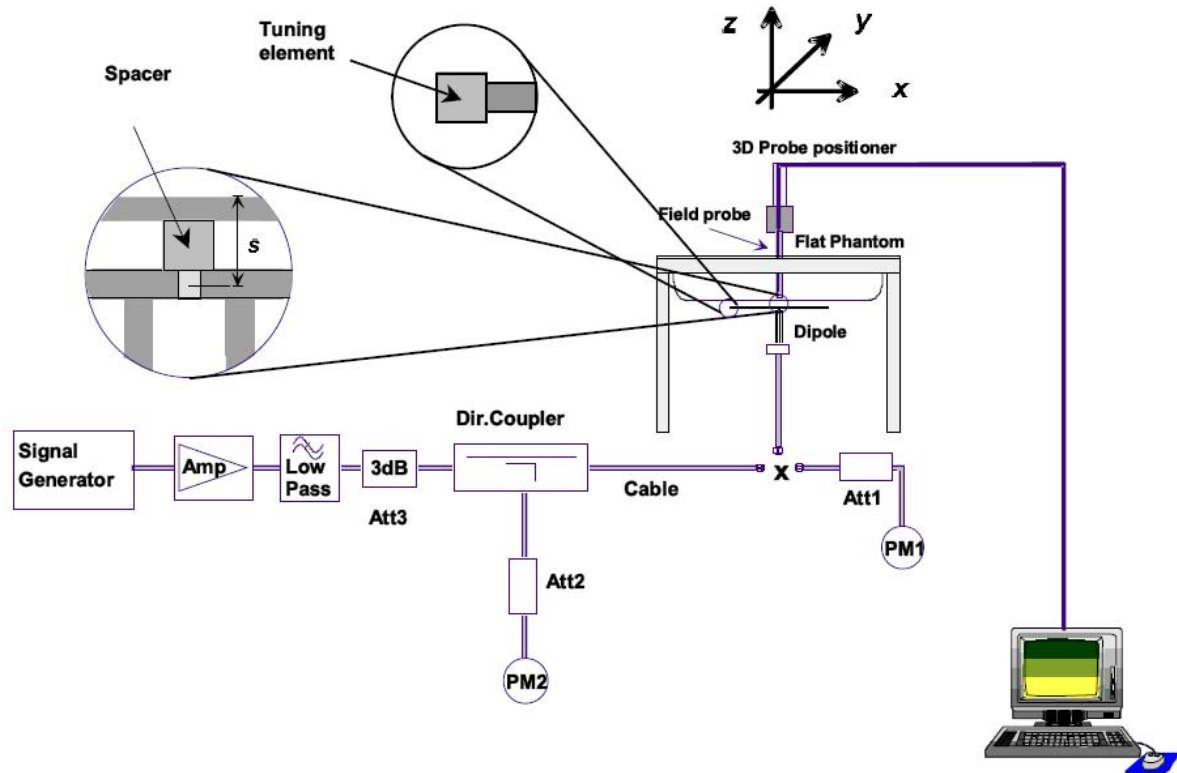 Tuning
element
z
y
x
Spacer
s
3D Probe positioner
Field probe
Flat Phantom
Dipole
Dir.Coupler
Signal
Generator
Amp
Low
Pass
3dB
Att3
Cable
X
Att1
PM1
Att2
PM2